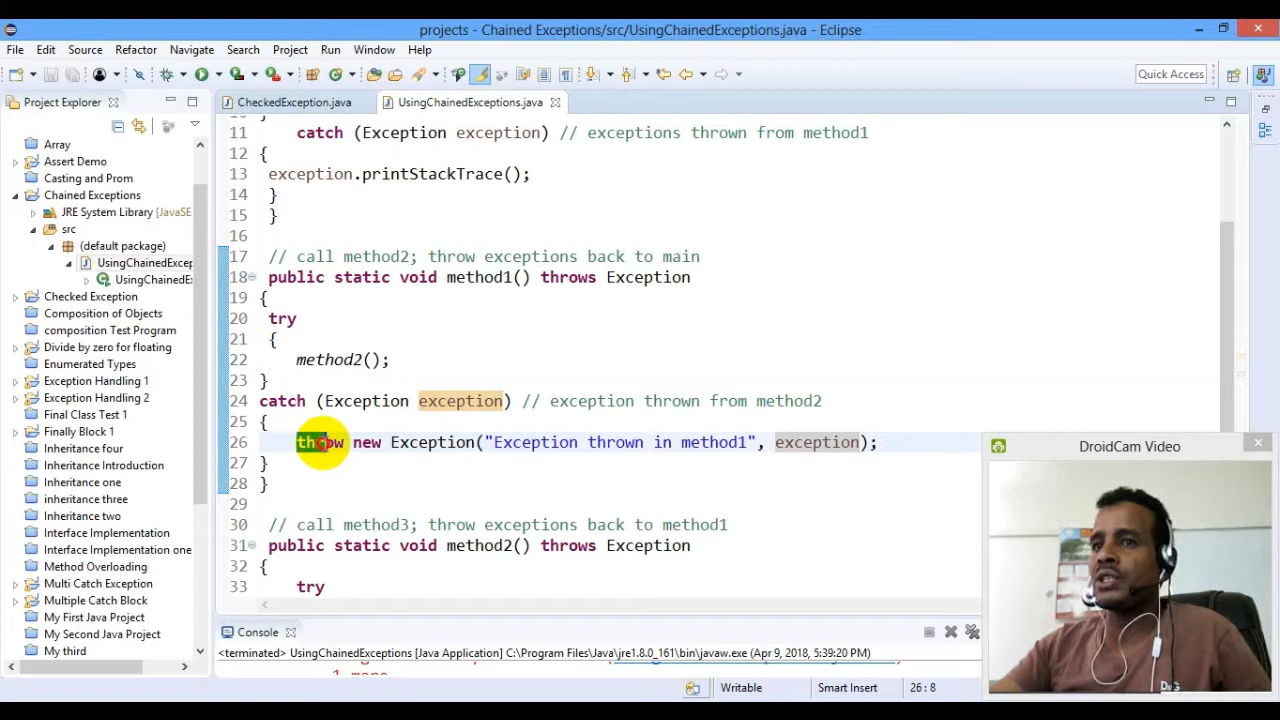 projects - Chained Exceptions/src/UsingChainedExceptions.java - Eclipse
File Edit Source Refactor Navigate Search Project Run Window Help
Quick Access
Project Explorer
CheckedException.java
UsingChainedExceptions.java
Array
Assert Demo
Casting and Prom
Chained Exceptions
JRE System Library [JavaSE
src
(default package)
UsingChainedExcep
UsingChainedE
Checked Exception
Composition of Objects
composition Test Program
Divide by zero for floating
Enumerated Types
Exception Handling 1
Exception Handling 2
Final Class Test 1
Finally Block 1
Inheritance four
Inheritance Introduction
Inheritance one
inheritance three
Inheritance two
Interface Implementation
Interface Implementation one
Method Overloading
Multi Catch Exception
Multiple Catch Block
My First Java Project
My Second Java Project
My third
11 catch (Exception exception) // exceptions thrown from method1
12 {
13 exception.printStackTrace();
14 }
15 }
16
17 // call method2; throw exceptions back to main
18 public static void method1() throws Exception
19 {
20 try
21 {
22 method2();
23 }
24 catch (Exception exception) // exception thrown from method2
25 {
26 throw new Exception("Exception thrown in method1", exception);
27 }
28 }
29
30 // call method3; throw exceptions back to method1
31 public static void method2() throws Exception
32 {
33 try
DroidCam Video
Console
<terminated> UsingChainedExceptions [Java Application] C:\Program Files\Java\jre1.8.0_161\bin\javaw.exe (Apr 9, 2018, 5:39:20 PM)
Writable
Smart Insert
26 : 8